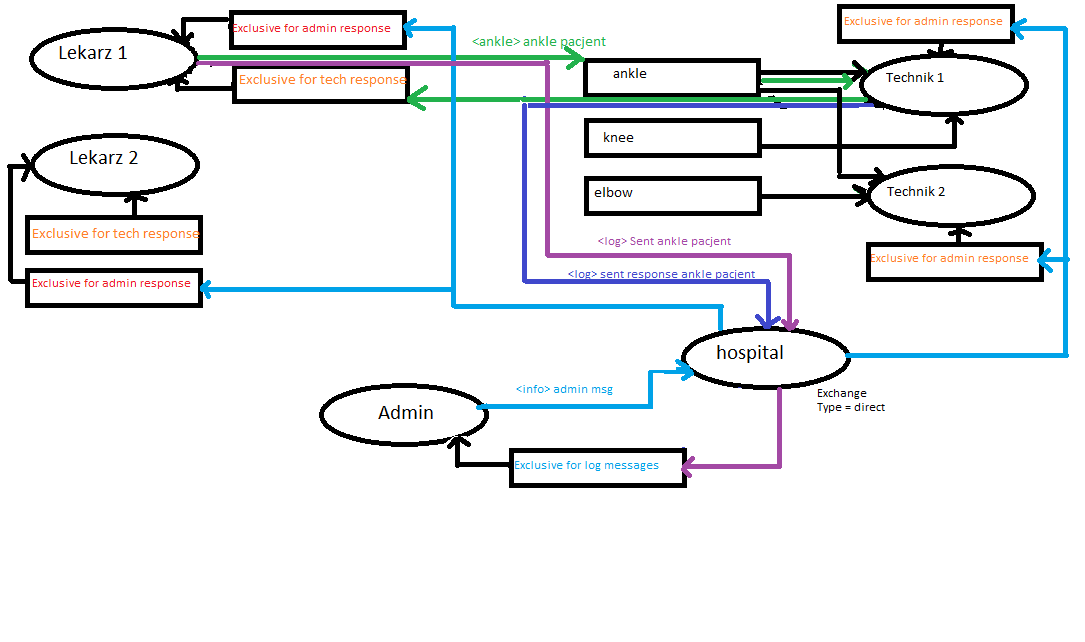 Exclusive for admin response
Exclusive for admin response
Lekarz 1
<ankle> ankle pacjent
Exclusive for tech response
ankle
Technik 1
knee
Lekarz 2
elbow
Technik 2
Exclusive for tech response
<log> Sent ankle pacjent
Exclusive for admin response
<log> sent response ankle pacjent
Exclusive for admin response
hospital
<info> admin msg
Exchange
Type = direct
Admin
Exclusive for log messages